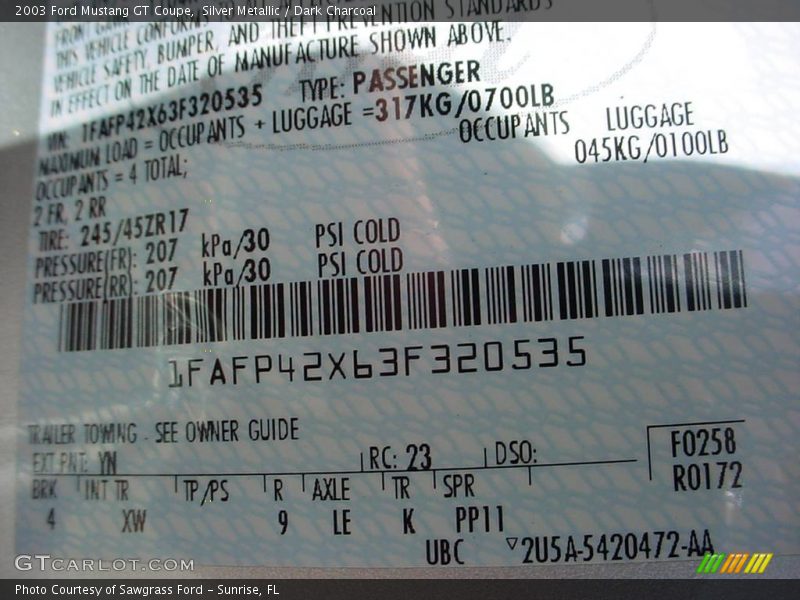 2003 Ford Mustang GT Coupe, Silver Metallic / Dark Charcoal
THIS VEHICLE CONFORMS
THEFT PREVENTION STANDARDS
VEHICLE SAFETY, BUMPER, AND
IN EFFECT ON THE DATE OF MANUFACTURE SHOWN ABOVE.
VIN: 1FAFP42X63F320535 TYPE: PASSENGER
MAXIMUM LOAD = OCCUPANTS + LUGGAGE =317KG/0700LB
OCCUPANTS = 4 TOTAL; OCCUPANTS LUGGAGE
2 FR, 2 RR 045KG/0100LB
TIRE: 245/45ZR17
PRESSURE(FR): 207 kPa/30 PSI COLD
PRESSURE(RR): 207 kPa/30 PSI COLD
1FAFP42X63F320535
TRAILER TOWING - SEE OWNER GUIDE
EXT PNT: YN RC: 23 DSO: F0258
R0172
BRK INT TR TP/PS R AXLE TR SPR
4 XW 9 LE K PP11
UBC ▽2U5A-5420472-AA
GTCARLOT.COM
Photo Courtesy of Sawgrass Ford - Sunrise, FL